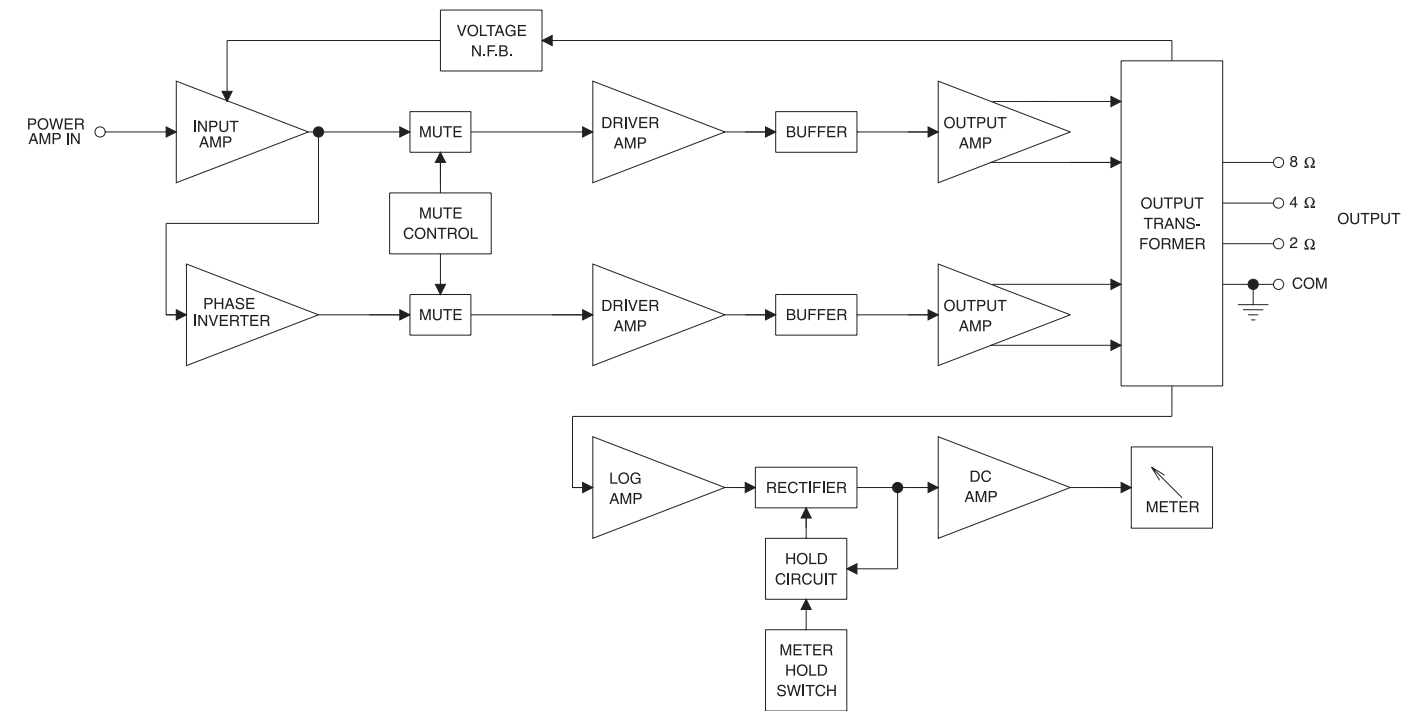 VOLTAGE
N.F.B.
POWER
AMP IN
INPUT
AMP
MUTE
DRIVER
AMP
BUFFER
OUTPUT
AMP
MUTE
CONTROL
OUTPUT
TRANS-
FORMER
8 Ω
4 Ω
2 Ω
COM
OUTPUT
PHASE
INVERTER
MUTE
DRIVER
AMP
BUFFER
OUTPUT
AMP
LOG
AMP
RECTIFIER
DC
AMP
METER
HOLD
CIRCUIT
METER
HOLD
SWITCH